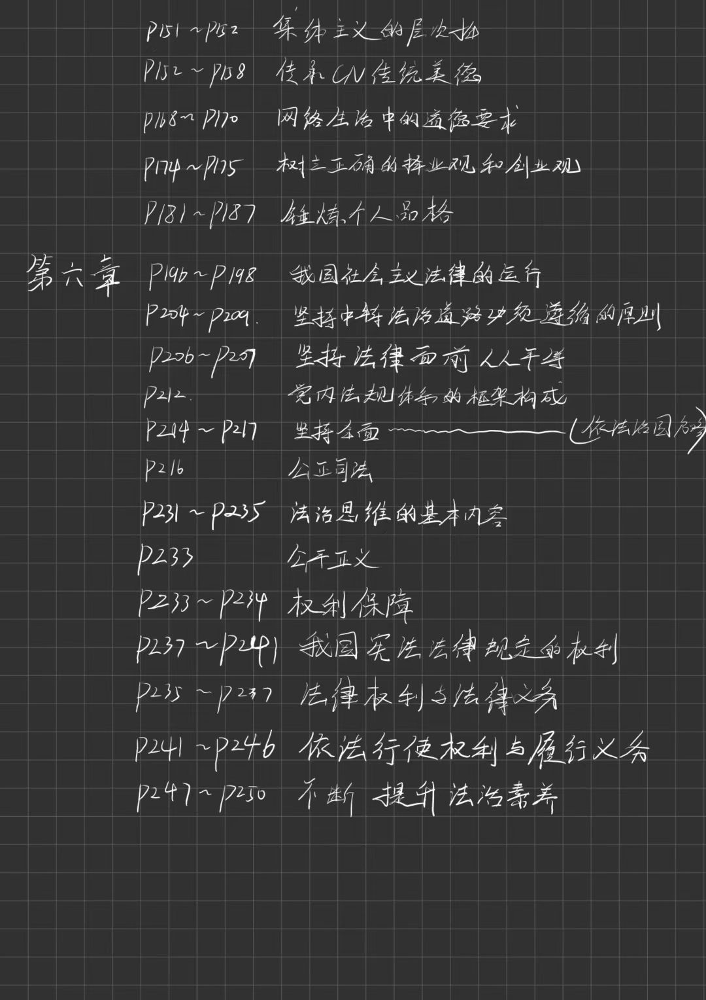 P151~P152 集体主义的层次性
P152~P158 传承CN传统美德
P168~P170 网络生活中的道德要求
P174~P175 树立正确的择业观和创业观
P181~P187 锤炼个人品格
第六章 P196~P198 我国社会主义法律的运行
P204~P209. 坚持中特法治道路必须遵循的原则
P206~P207 坚持法律面前人人平等
P212. 党内法规体系的框架构成
P214~P217 坚持全面——(依法治国方略)
P216 公正司法
P231~P235 法治思维的基本内容
P233 公平正义
P233~P234 权利保障
P237~P241 我国宪法法律规定的权利
P235~P237 法律权利与法律义务
P241~P246 依法行使权利与履行义务
P247~P250 不断提升法治素养